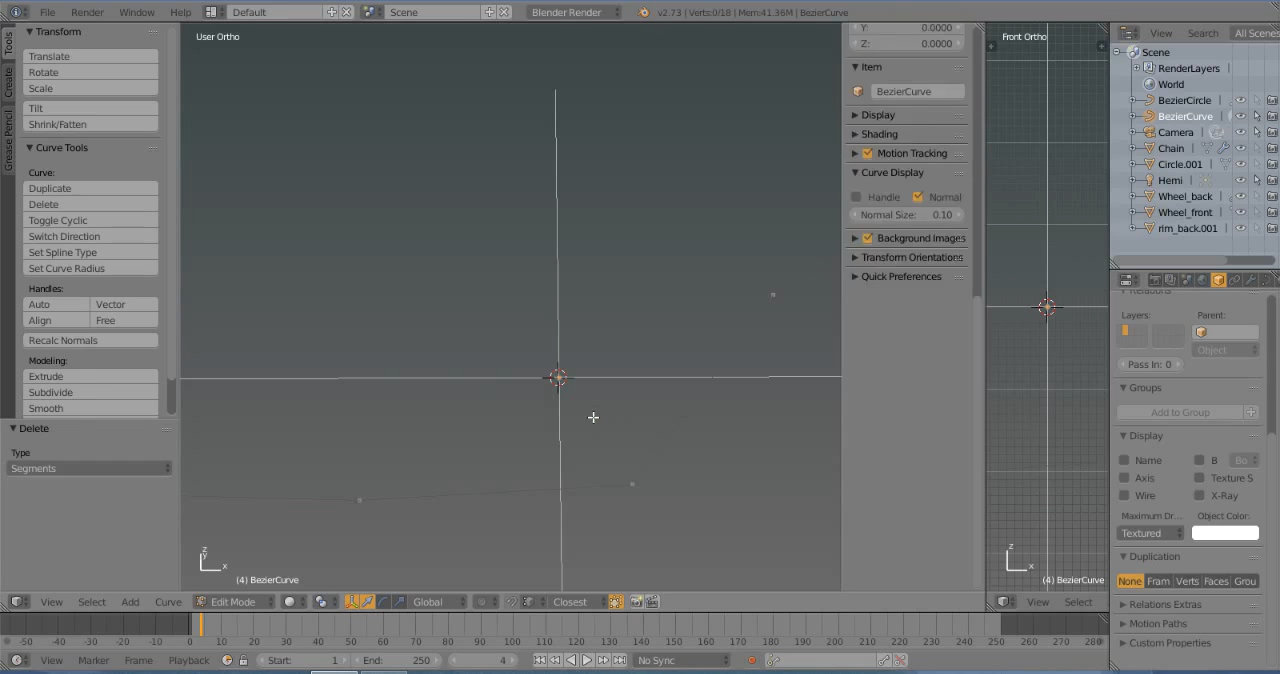 File Render Window Help Default Scene Blender Render v2.73 | Verts:0/18 | Mem:41.36M | BezierCurve
Tools
Create
Grease Pencil
Transform
Translate
Rotate
Scale
Tilt
Shrink/Fatten
Curve Tools
Curve:
Duplicate
Delete
Toggle Cyclic
Switch Direction
Set Spline Type
Set Curve Radius
Handles:
Auto Vector
Align Free
Recalc Normals
Modeling:
Extrude
Subdivide
Smooth
Delete
Type
Segments
User Ortho
z
y
x
(4) BezierCurve
Y: 0.0000
Z: 0.0000
Item
BezierCurve
Display
Shading
Motion Tracking
Curve Display
Handle Normal
Normal Size: 0.10
Background Images
Transform Orientations
Quick Preferences
Front Ortho
z
x
(4) BezierCurve
View Search All Scenes
Scene
RenderLayers
World
BezierCircle
BezierCurve
Camera
Chain
Circle.001
Hemi
Wheel_back
Wheel_front
rim_back.001
Relations
Layers: Parent:
Object
Pass In: 0
Groups
Add to Group
Display
Name B Bo
Axis Texture S
Wire X-Ray
Maximum Dr... Object Color:
Textured
Duplication
None Fram Verts Faces Grou
Relations Extras
Motion Paths
Custom Properties
View Select Add Curve Edit Mode Global Closest
View Select
-50 -40 -30 -20 -10 0 10 20 30 40 50 60 70 80 90 100 110 120 130 140 150 160 170 180 190 200 210 220 230 240 250 260 270 280
View Marker Frame Playback Start: 1 End: 250 4 No Sync